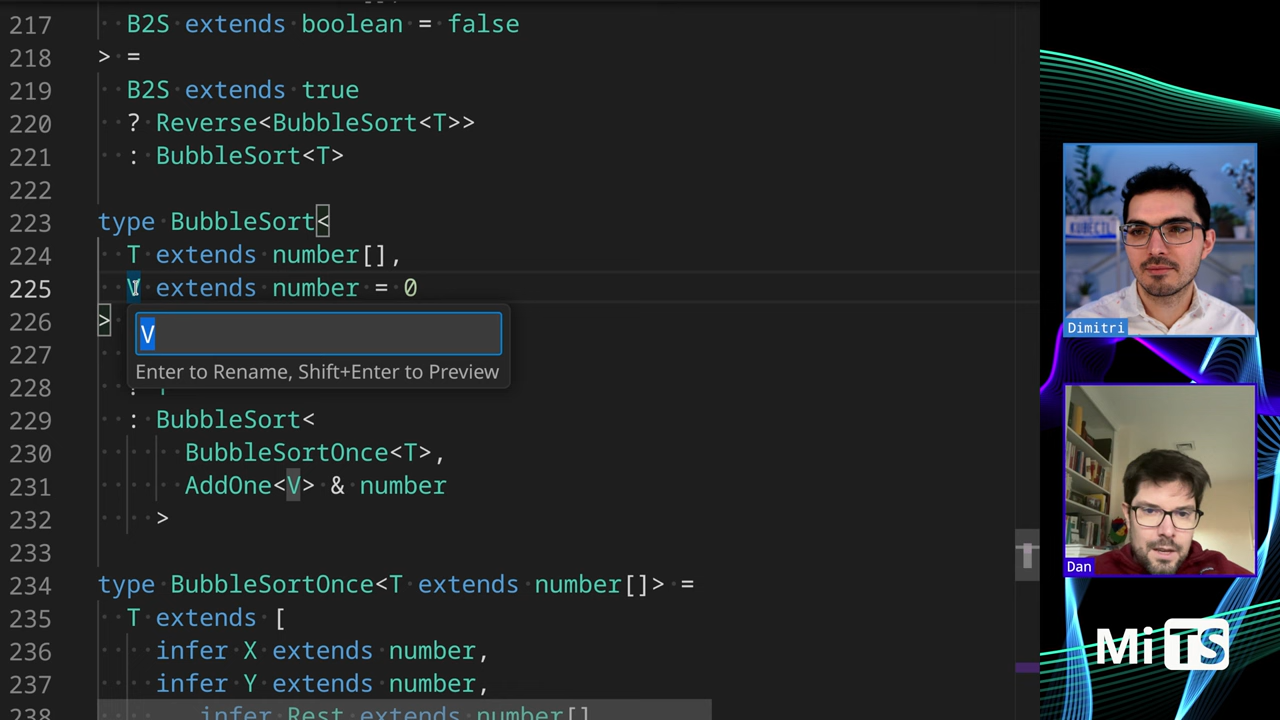 217 B2S extends boolean = false
218 > =
219 B2S extends true
220 ? Reverse<BubbleSort<T>>
221 : BubbleSort<T>
222
223 type BubbleSort<
224 T extends number[],
225 V extends number = 0
226 >
V
227
Enter to Rename, Shift+Enter to Preview
228
229 : BubbleSort<
230 BubbleSortOnce<T>,
231 AddOne<V> & number
232 >
233
234 type BubbleSortOnce<T extends number[]> =
235 T extends [
236 infer X extends number,
237 infer Y extends number,
238 ...infer Rest extends number[]
KUBECTL
Dimitri
Dan
Mi TS